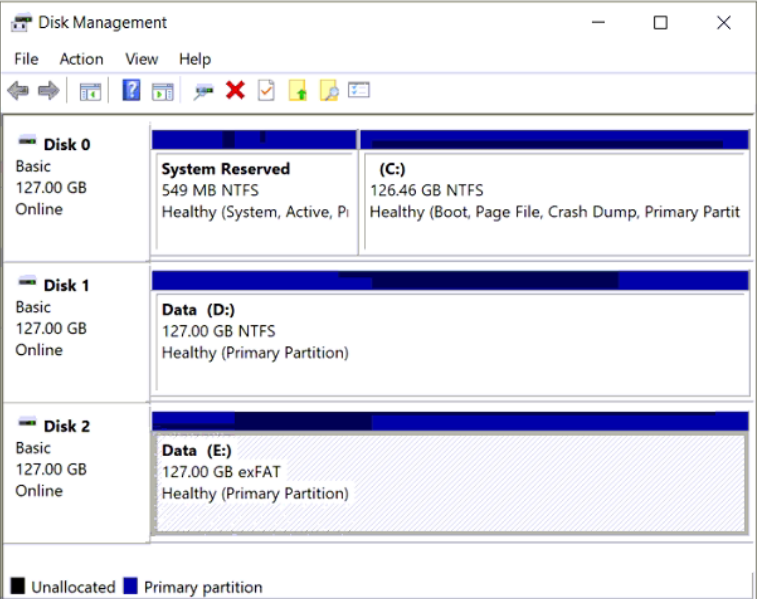 Disk Management
File Action View Help
Disk 0
Basic
127.00 GB
Online
System Reserved
549 MB NTFS
Healthy (System, Active, Pr
(C:)
126.46 GB NTFS
Healthy (Boot, Page File, Crash Dump, Primary Partit
Disk 1
Basic
127.00 GB
Online
Data (D:)
127.00 GB NTFS
Healthy (Primary Partition)
Disk 2
Basic
127.00 GB
Online
Data (E:)
127.00 GB exFAT
Healthy (Primary Partition)
Unallocated Primary partition